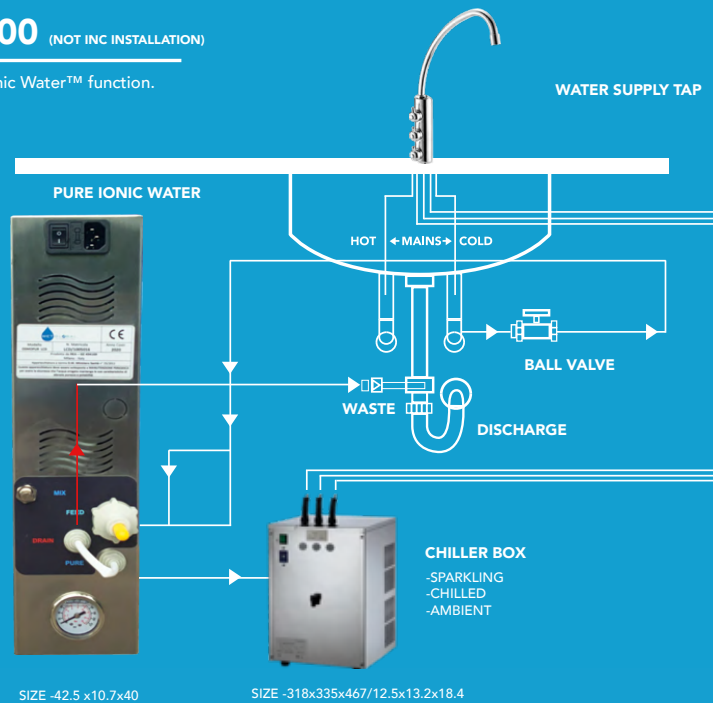 00 (NOT INC INSTALLATION)
nic Water™ function.
WATER SUPPLY TAP
PURE IONIC WATER
HOT MAINS COLD
BALL VALVE
WASTE
DISCHARGE
CE
MIX
FEED
DRAIN
PURE
CHILLER BOX
-SPARKLING
-CHILLED
-AMBIENT
SIZE -42.5 x10.7x40
SIZE -318x335x467/12.5x13.2x18.4